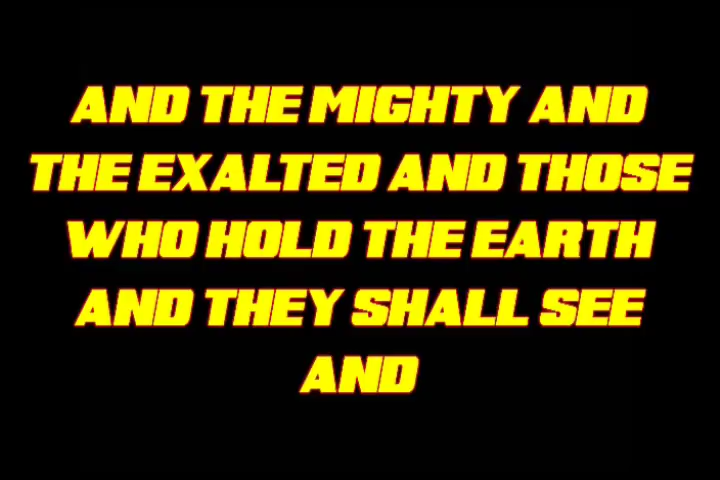 AND THE MIGHTY AND
THE EXALTED AND THOSE
WHO HOLD THE EARTH
AND THEY SHALL SEE
AND